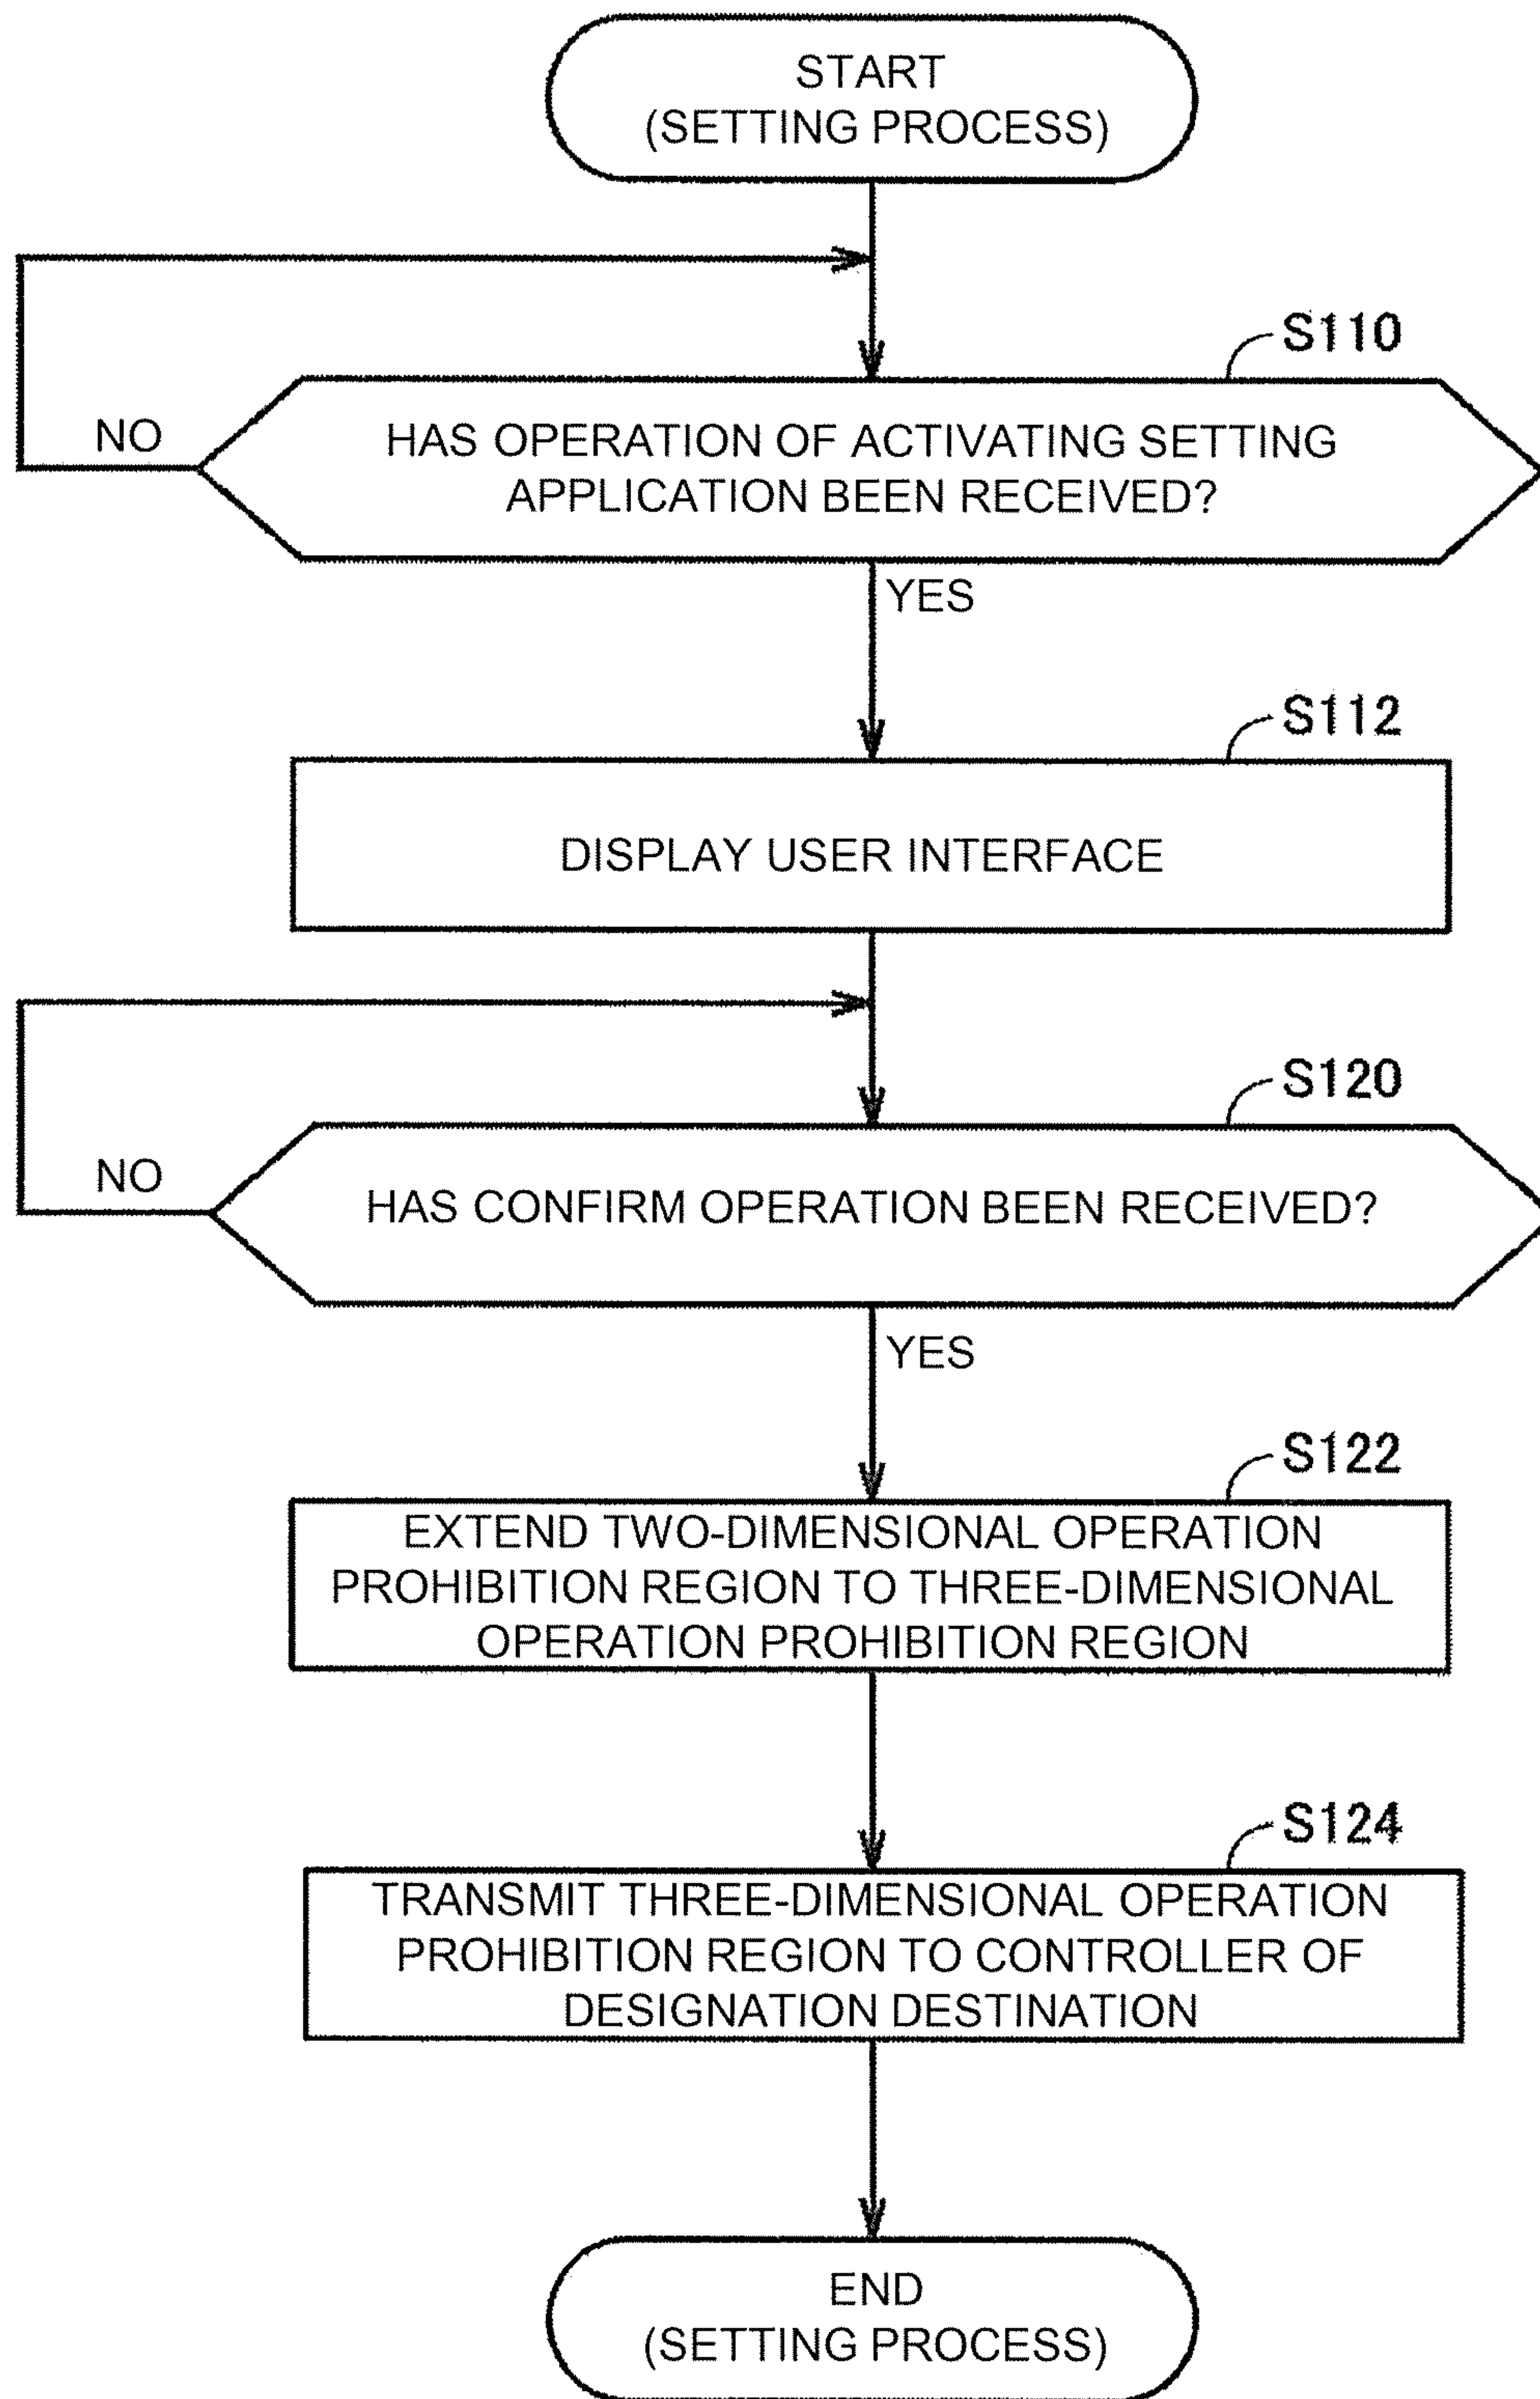 START
(SETTING PROCESS)
S110
NO
HAS OPERATION OF ACTIVATING SETTING
APPLICATION BEEN RECEIVED?
YES
S112
DISPLAY USER INTERFACE
S120
NO
HAS CONFIRM OPERATION BEEN RECEIVED?
YES
S122
EXTEND TWO-DIMENSIONAL OPERATION
PROHIBITION REGION TO THREE-DIMENSIONAL
OPERATION PROHIBITION REGION
S124
TRANSMIT THREE-DIMENSIONAL OPERATION
PROHIBITION REGION TO CONTROLLER OF
DESIGNATION DESTINATION
END
(SETTING PROCESS)